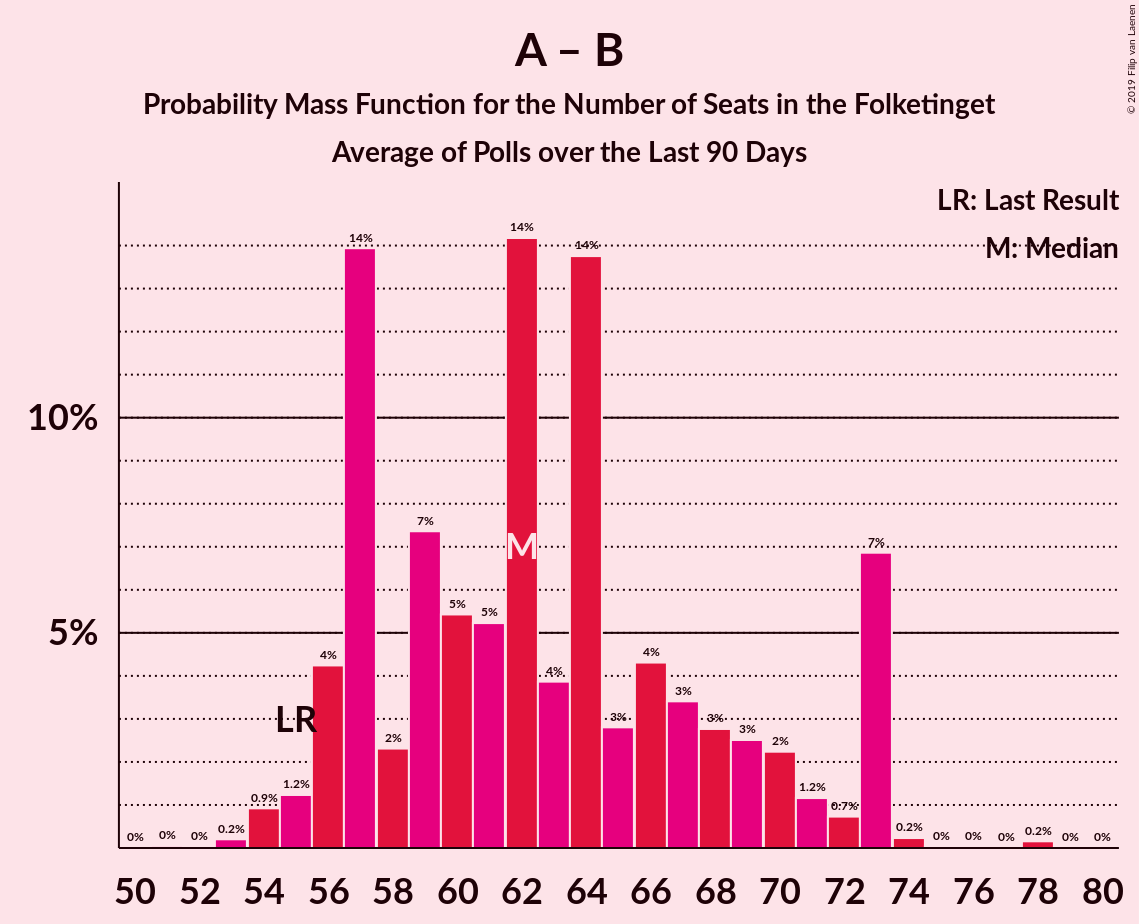 A – B
Probability Mass Function for the Number of Seats in the Folketinget
Average of Polls over the Last 90 Days
© 2019 Filip van Laenen
LR: Last Result
M: Median
10%
5%
0% 0% 0% 0.2% 0.9% 1.2% 4% 14% 2% 7% 5% 5% 14% 4% 14% 3% 4% 3% 3% 3% 2% 1.2% 0.7% 7% 0.2% 0% 0% 0% 0.2% 0% 0%
M
LR
50 52 54 56 58 60 62 64 66 68 70 72 74 76 78 80